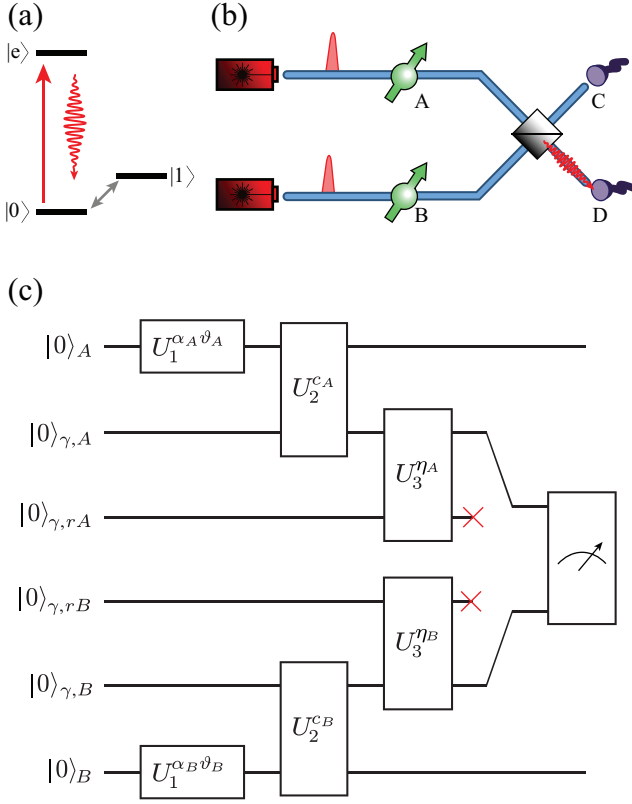 (a)
|e⟩
|0⟩
|1⟩
(b)
A
B
C
D
(c)
|0⟩_A
U_1^{α_A ϑ_A}
U_2^{c_A}
|0⟩_{γ,A}
U_3^{η_A}
|0⟩_{γ,rA}
|0⟩_{γ,rB}
U_3^{η_B}
|0⟩_{γ,B}
U_2^{c_B}
|0⟩_B
U_1^{α_B ϑ_B}